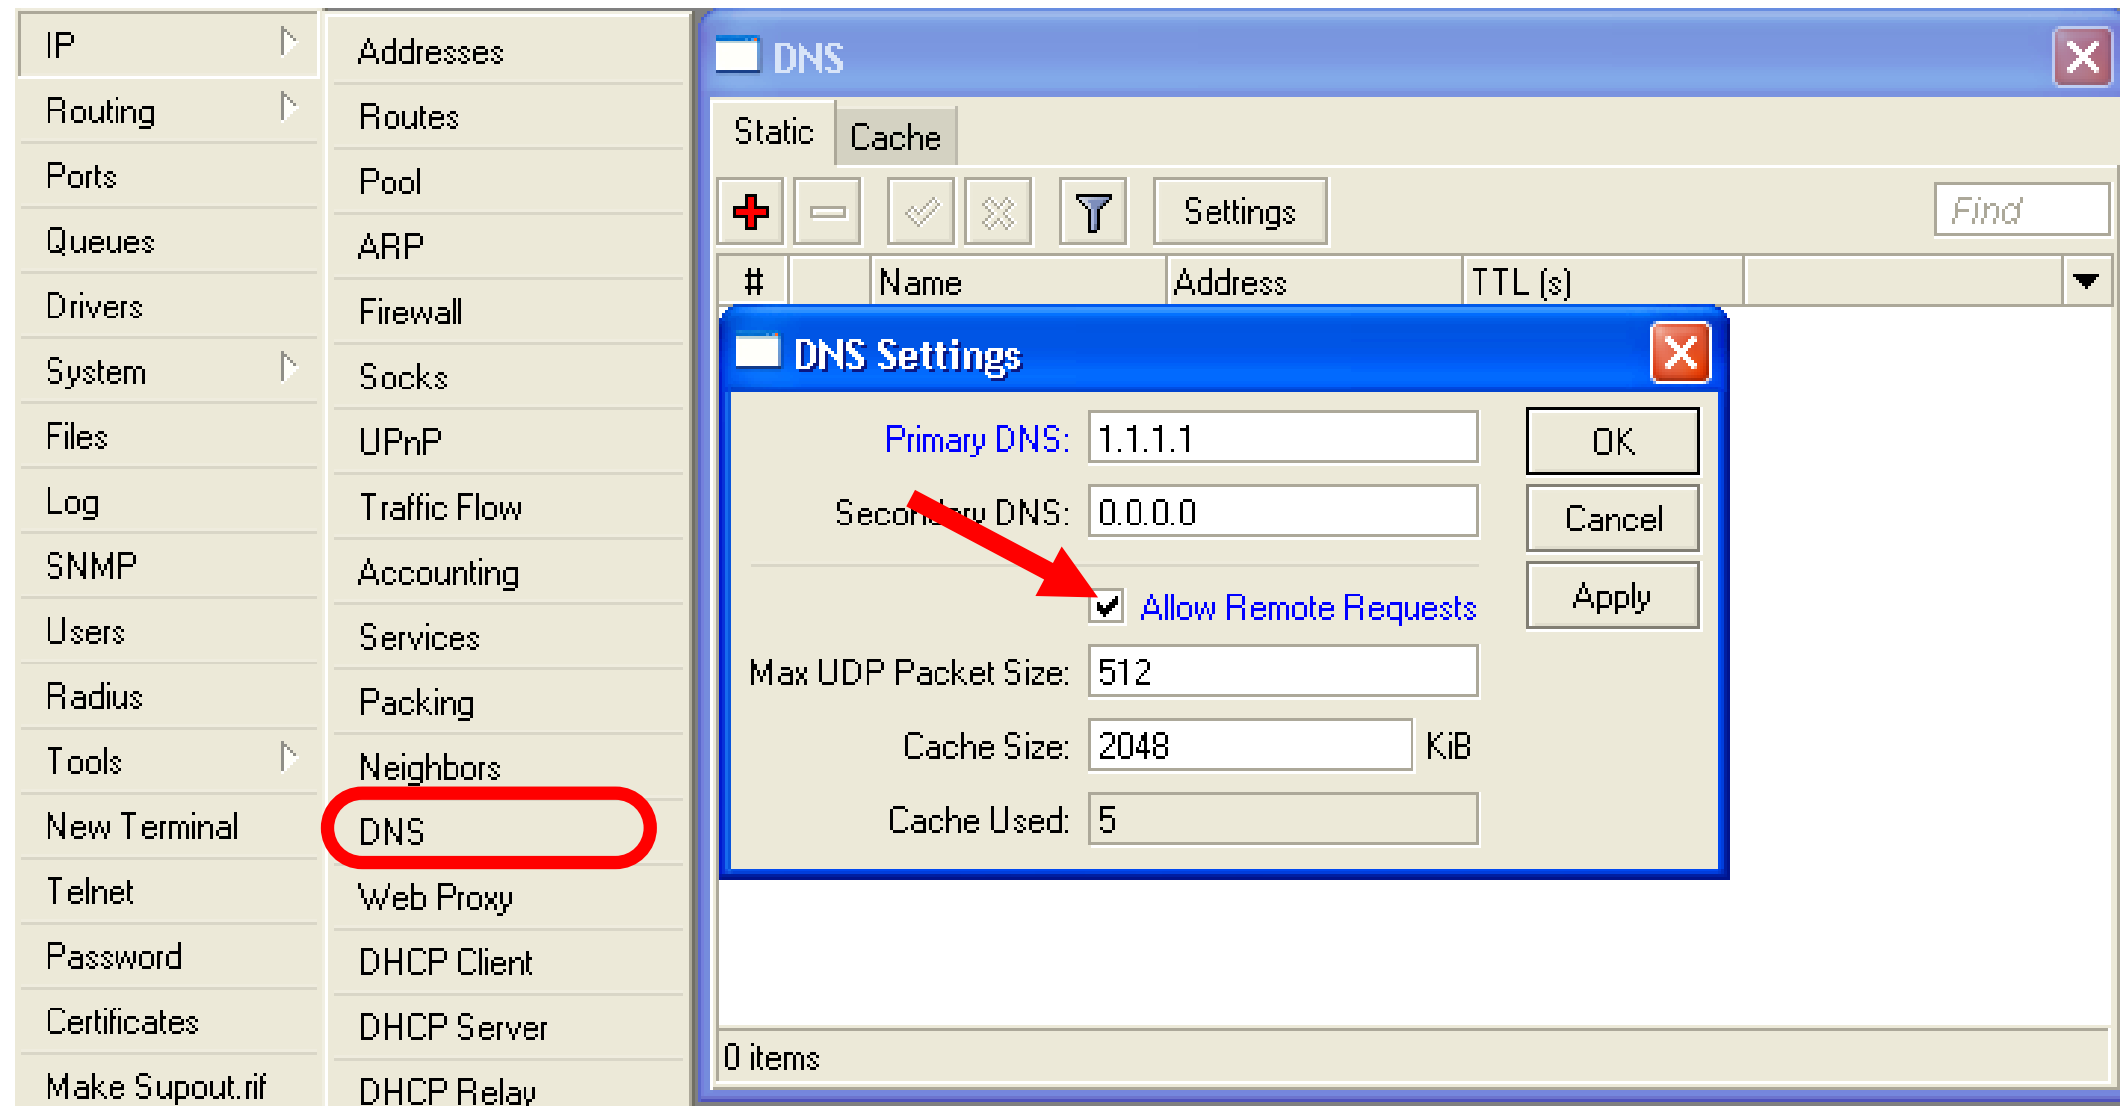 IP
Routing
Ports
Queues
Drivers
System
Files
Log
SNMP
Users
Radius
Tools
New Terminal
Telnet
Password
Certificates
Make Supout.rif
Addresses
Routes
Pool
ARP
Firewall
Socks
UPnP
Traffic Flow
Accounting
Services
Packing
Neighbors
DNS
Web Proxy
DHCP Client
DHCP Server
DHCP Relay
DNS
Static Cache
Settings Find
# Name Address TTL (s)
DNS Settings
Primary DNS: 1.1.1.1 OK
Secondary DNS: 0.0.0.0 Cancel
Allow Remote Requests Apply
Max UDP Packet Size: 512
Cache Size: 2048 KiB
Cache Used: 5
0 items